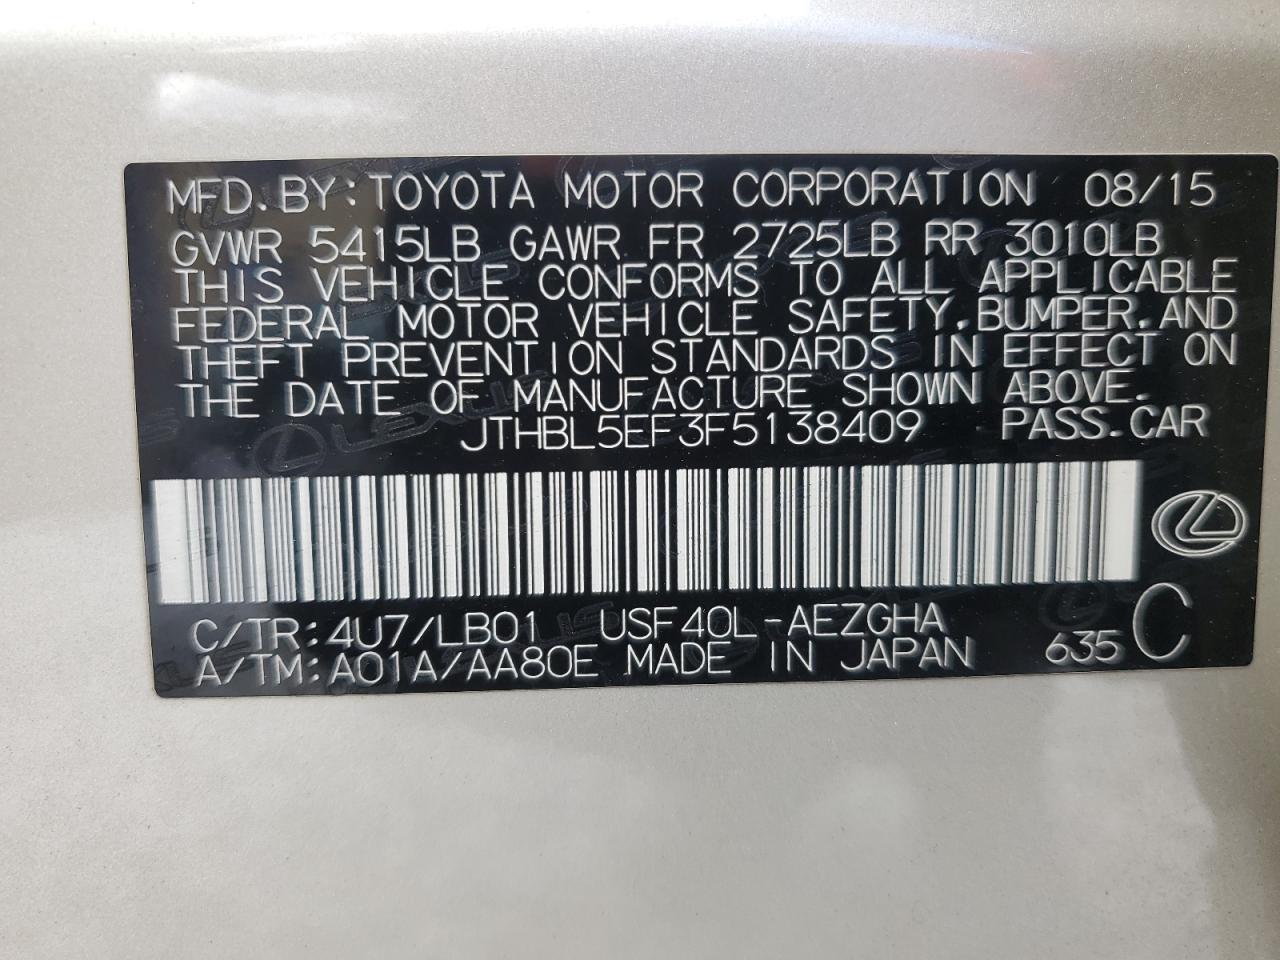 MFD.BY:TOYOTA MOTOR CORPORATION 08/15
GVWR 5415LB GAWR FR 2725LB RR 3010LB
THIS VEHICLE CONFORMS TO ALL APPLICABLE
FEDERAL MOTOR VEHICLE SAFETY,BUMPER,AND
THEFT PREVENTION STANDARDS IN EFFECT ON
THE DATE OF MANUFACTURE SHOWN ABOVE.
JTHBL5EF3F5138409 PASS.CAR
C/TR:4U7/LB01 USF40L-AEZGHA
A/TM:A01A/AA80E MADE IN JAPAN 635 C